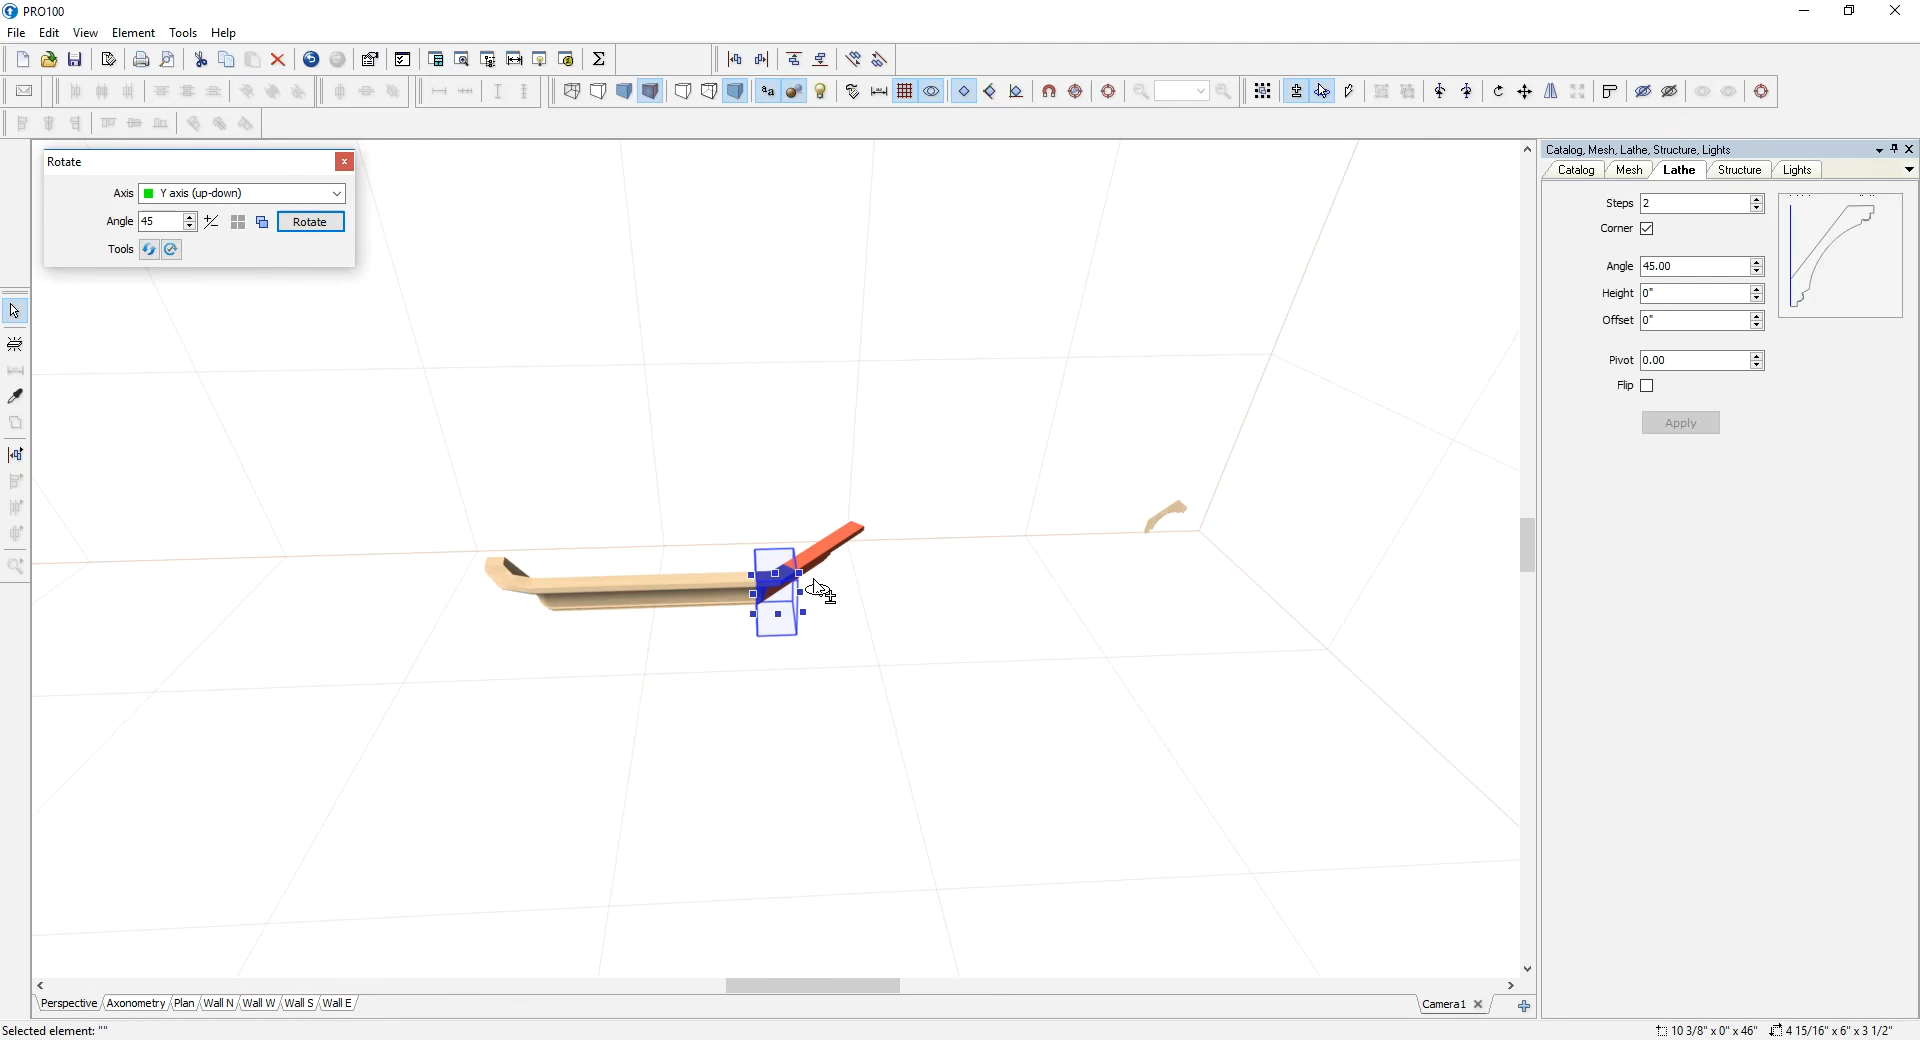 PRO100
File Edit View Element Tools Help
aa
Catalog, Mesh, Lathe, Structure, Lights
Catalog Mesh Lathe Structure Lights
Rotate
Axis Y axis (up-down)
Angle 45 Rotate
Tools
Steps 2
Corner
Angle 45.00
Height 0"
Offset 0"
Pivot 0.00
Flip
Apply
Perspective Axonometry Plan Wall N Wall W Wall S Wall E
Camera1
Selected element: ""
10 3/8" x 0" x 46" 4 15/16" x 6" x 3 1/2"